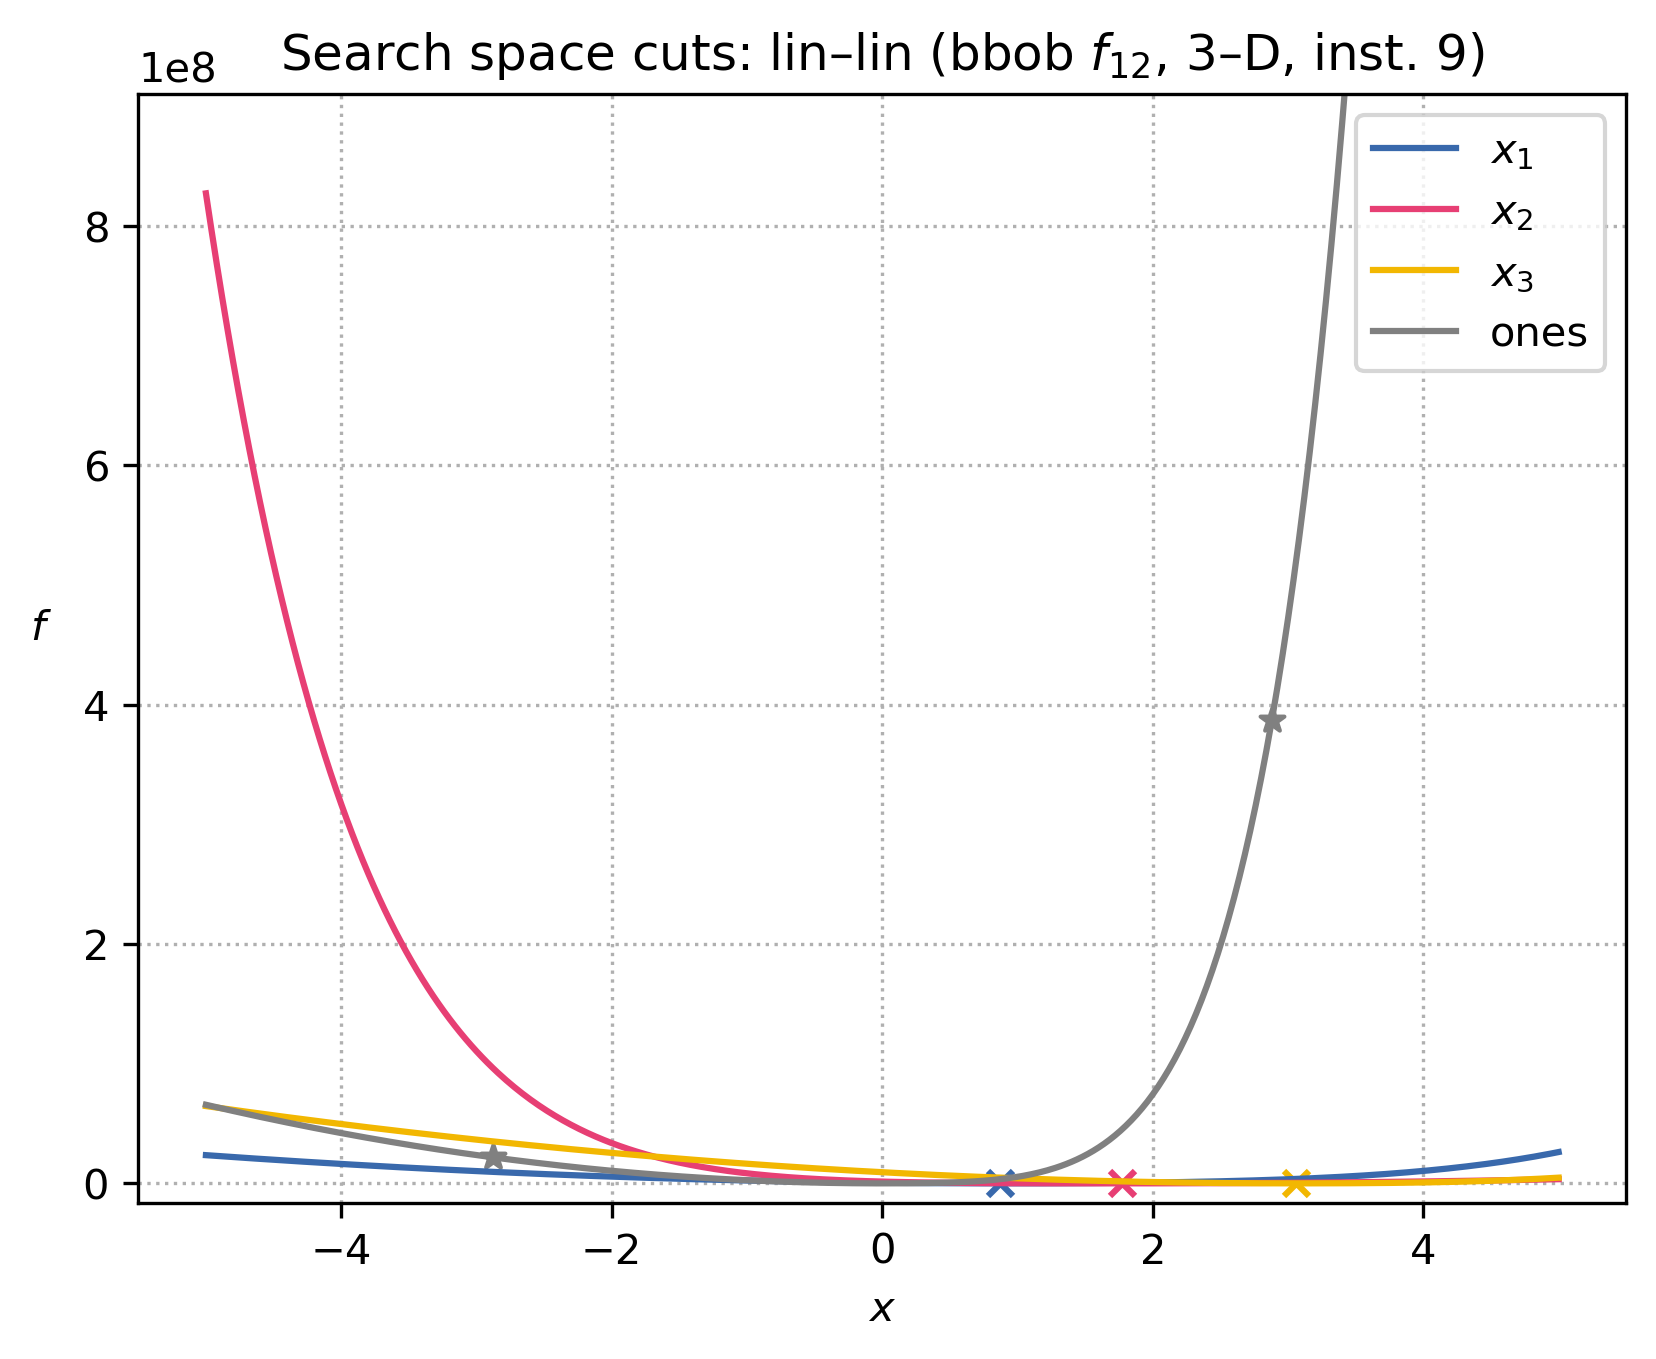 Search space cuts: lin–lin (bbob f₁₂, 3–D, inst. 9)
1e8
x₁
x₂
x₃
ones
8
6
4
2
0
f
−4 −2 0 2 4
x